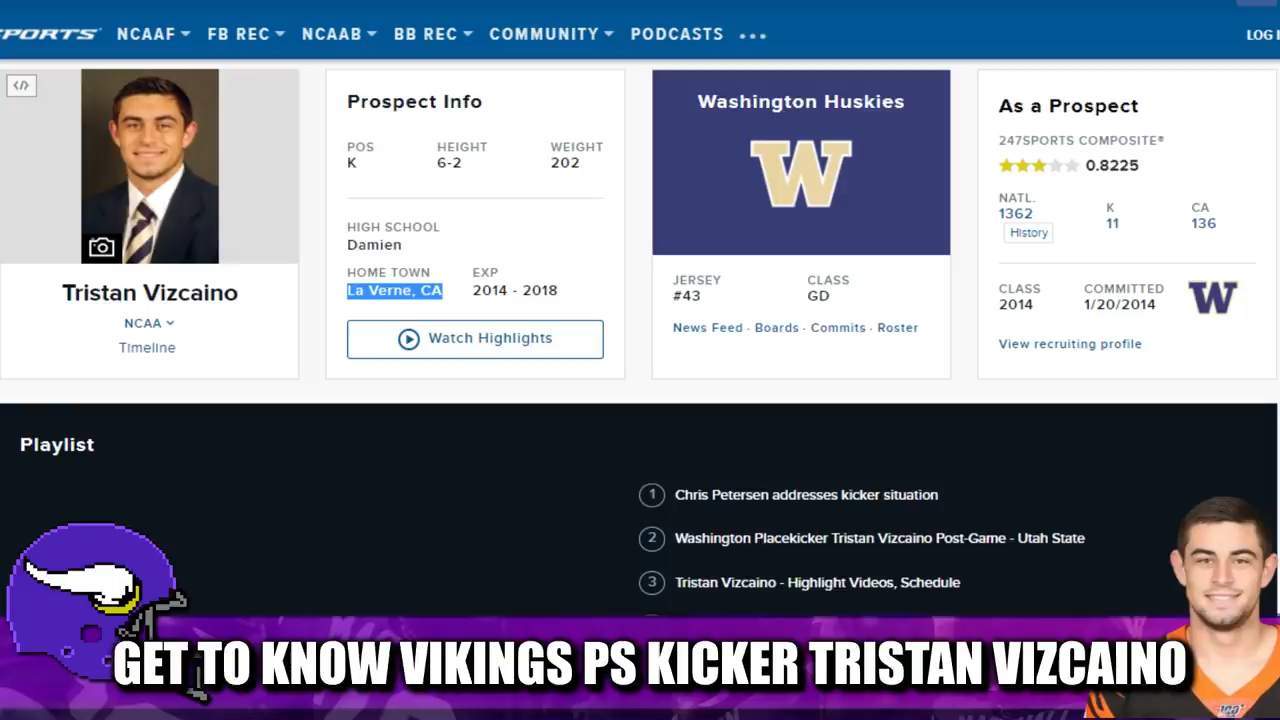 PORTS NCAAF FB REC NCAAB BB REC COMMUNITY PODCASTS ••• LOG I
</>
Tristan Vizcaino
NCAA
Timeline
Prospect Info
POS HEIGHT WEIGHT
K 6-2 202
HIGH SCHOOL
Damien
HOME TOWN EXP
La Verne, CA 2014 - 2018
Watch Highlights
Washington Huskies
W
JERSEY CLASS
#43 GD
News Feed · Boards · Commits · Roster
As a Prospect
247SPORTS COMPOSITE®
0.8225
NATL. K CA
1362 11 136
History
CLASS COMMITTED
2014 1/20/2014 W
View recruiting profile
Playlist
1 Chris Petersen addresses kicker situation
2 Washington Placekicker Tristan Vizcaino Post-Game - Utah State
3 Tristan Vizcaino - Highlight Videos, Schedule
GET TO KNOW VIKINGS PS KICKER TRISTAN VIZCAINO